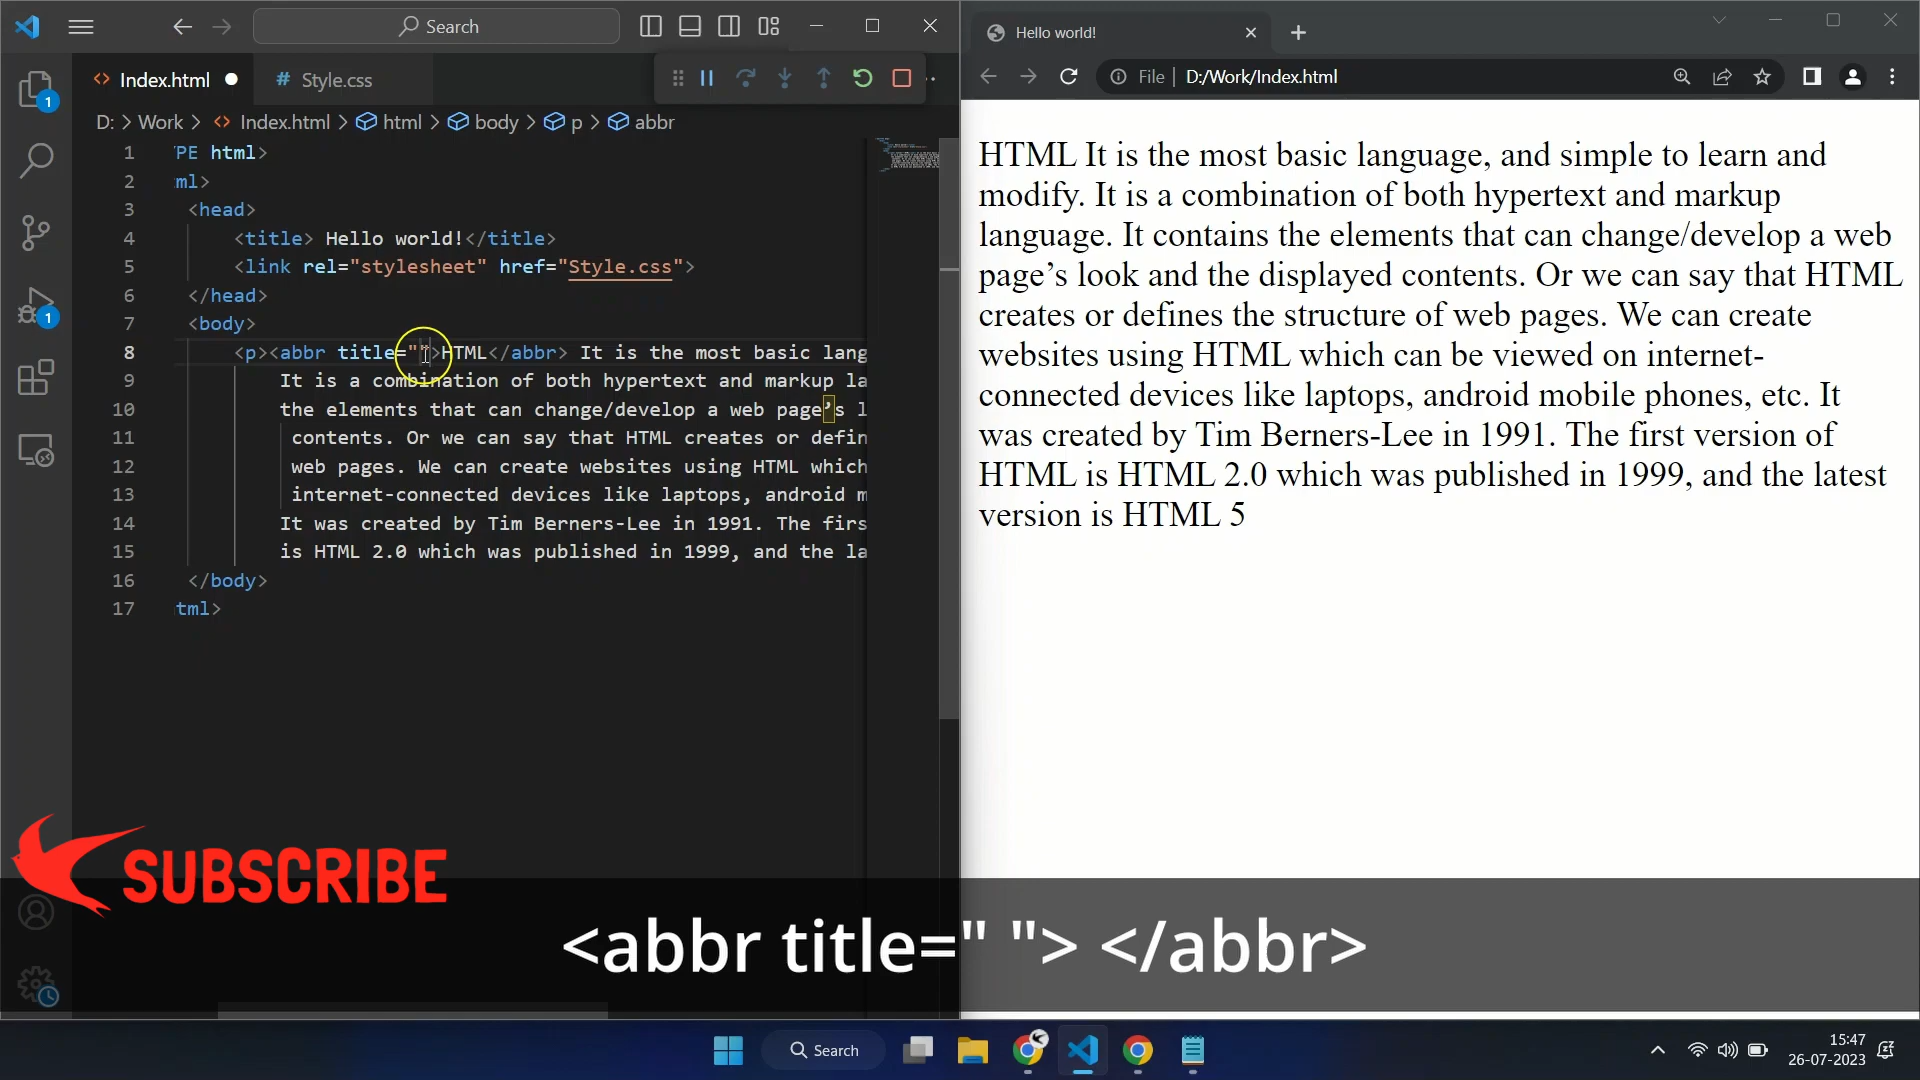 Search
Index.html
# Style.css
D: > Work > <> Index.html > html > body > p > abbr
1 YPE html>
2 ml>
3 <head>
4 <title> Hello world!</title>
5 <link rel="stylesheet" href="Style.css">
6 </head>
7 <body>
8 <p><abbr title="">HTML</abbr> It is the most basic lang
9 It is a combination of both hypertext and markup la
10 the elements that can change/develop a web page’s l
11 contents. Or we can say that HTML creates or defin
12 web pages. We can create websites using HTML which
13 internet-connected devices like laptops, android m
14 It was created by Tim Berners-Lee in 1991. The firs
15 is HTML 2.0 which was published in 1999, and the la
16 </body>
17 tml>
1
1
Hello world!
File | D:/Work/Index.html
HTML It is the most basic language, and simple to learn and
modify. It is a combination of both hypertext and markup
language. It contains the elements that can change/develop a web
page’s look and the displayed contents. Or we can say that HTML
creates or defines the structure of web pages. We can create
websites using HTML which can be viewed on internet-
connected devices like laptops, android mobile phones, etc. It
was created by Tim Berners-Lee in 1991. The first version of
HTML is HTML 2.0 which was published in 1999, and the latest
version is HTML 5
SUBSCRIBE
<abbr title=" "> </abbr>
Search
15:47
26-07-2023